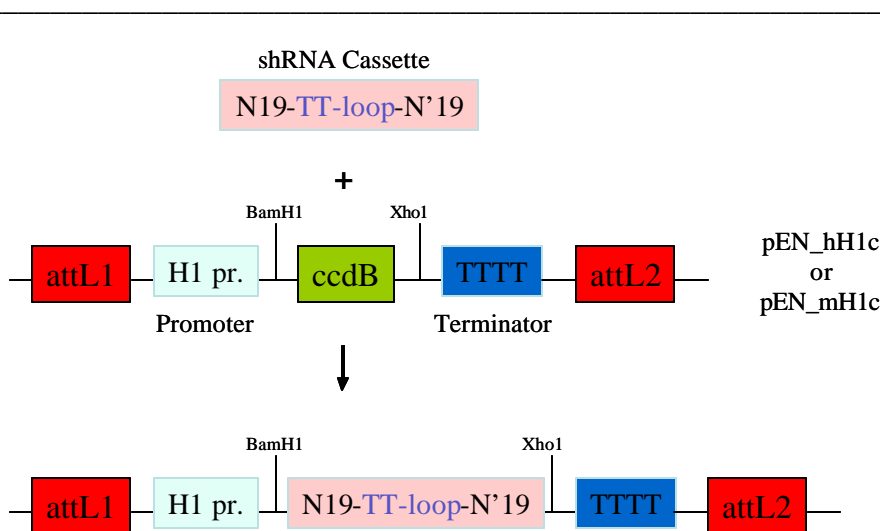 shRNA Cassette
N19-TT-loop-N'19
+
BamH1 Xho1
attL1 H1 pr. ccdB TTTT attL2
Promoter Terminator
pEN_hH1c
or
pEN_mH1c
BamH1 Xho1
attL1 H1 pr. N19-TT-loop-N'19 TTTT attL2